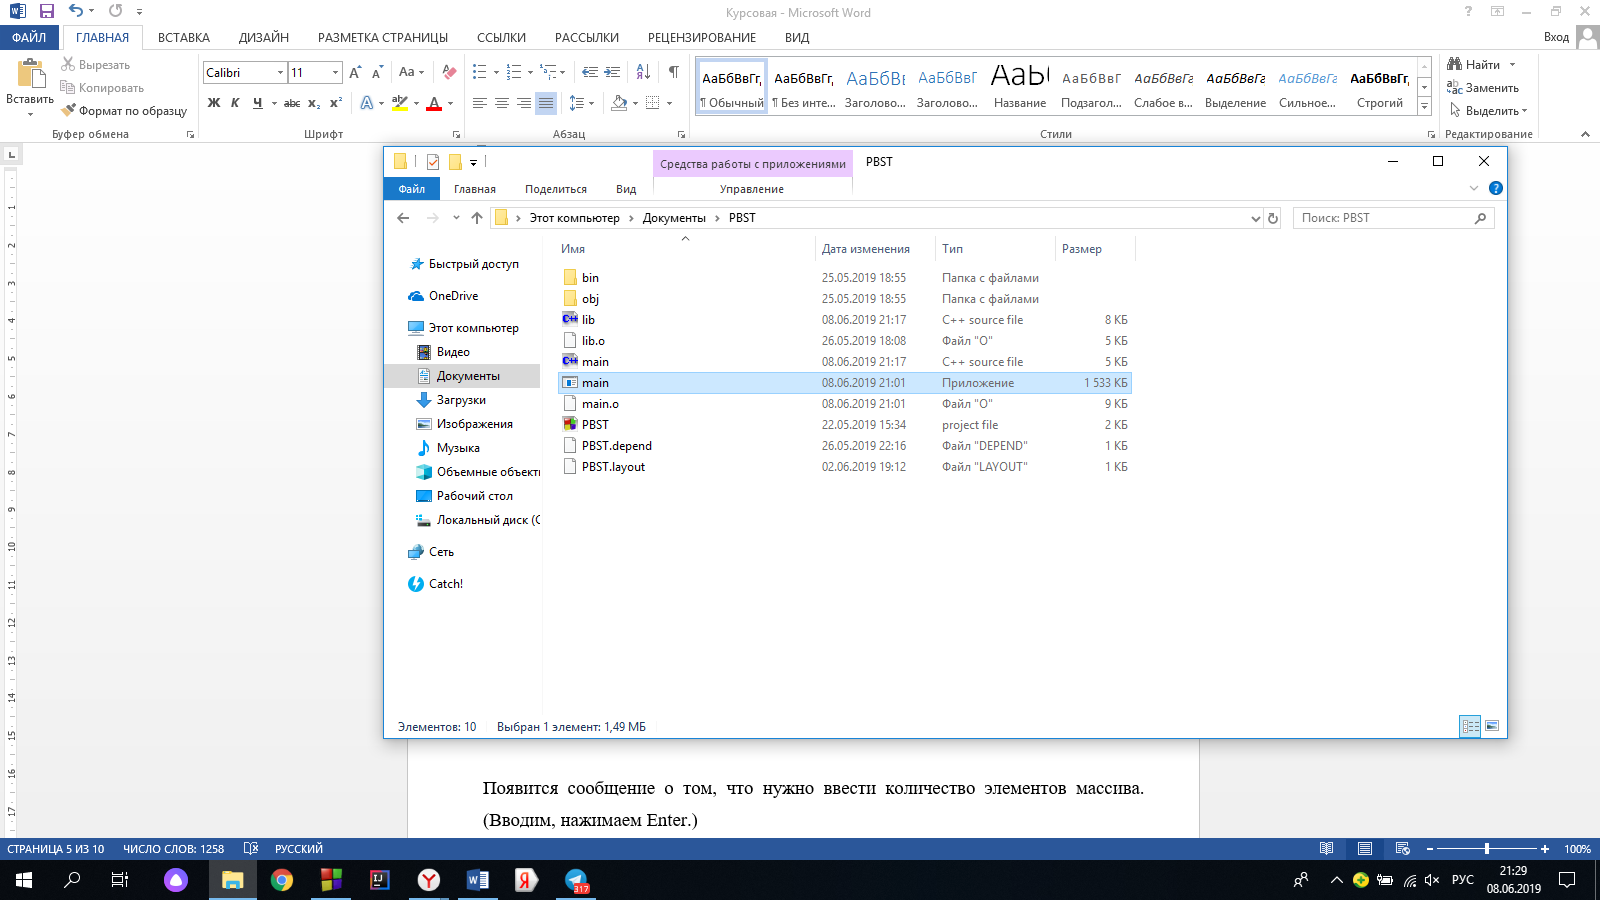 Курсовая - Microsoft Word
ФАЙЛ ГЛАВНАЯ ВСТАВКА ДИЗАЙН РАЗМЕТКА СТРАНИЦЫ ССЫЛКИ РАССЫЛКИ РЕЦЕНЗИРОВАНИЕ ВИД Вход
Вставить
Вырезать
Копировать
Формат по образцу
Буфер обмена
Calibri 11
Ж К Ч abc x₂ x²
Шрифт
Абзац
АаБбВвГг, АаБбВвГг, АаБбВв АаБбВвГ АаЬ АаБбВвГ АаБбВвГг АаБбВвГг АаБбВвГг АаБбВвГг,
¶ Обычный ¶ Без инте... Заголово... Заголово... Название Подзагол... Слабое в... Выделение Сильное... Строгий
Стили
Найти
Заменить
Выделить
Редактирование
Средства работы с приложениями PBST
Файл Главная Поделиться Вид Управление
Этот компьютер Документы PBST
Поиск: PBST
Быстрый доступ
OneDrive
Этот компьютер
Видео
Документы
Загрузки
Изображения
Музыка
Объемные объекты
Рабочий стол
Локальный диск (C
Сеть
Catch!
Имя Дата изменения Тип Размер
bin 25.05.2019 18:55 Папка с файлами
obj 25.05.2019 18:55 Папка с файлами
lib 08.06.2019 21:17 C++ source file 8 КБ
lib.o 26.05.2019 18:08 Файл "O" 5 КБ
main 08.06.2019 21:17 C++ source file 5 КБ
main 08.06.2019 21:01 Приложение 1 533 КБ
main.o 08.06.2019 21:01 Файл "O" 9 КБ
PBST 22.05.2019 15:34 project file 2 КБ
PBST.depend 26.05.2019 22:16 Файл "DEPEND" 1 КБ
PBST.layout 02.06.2019 19:12 Файл "LAYOUT" 1 КБ
Элементов: 10 Выбран 1 элемент: 1,49 МБ
Появится сообщение о том, что нужно ввести количество элементов массива.
(Вводим, нажимаем Enter.)
СТРАНИЦА 5 ИЗ 10 ЧИСЛО СЛОВ: 1258 РУССКИЙ 100%
317
РУС
21:29
08.06.2019